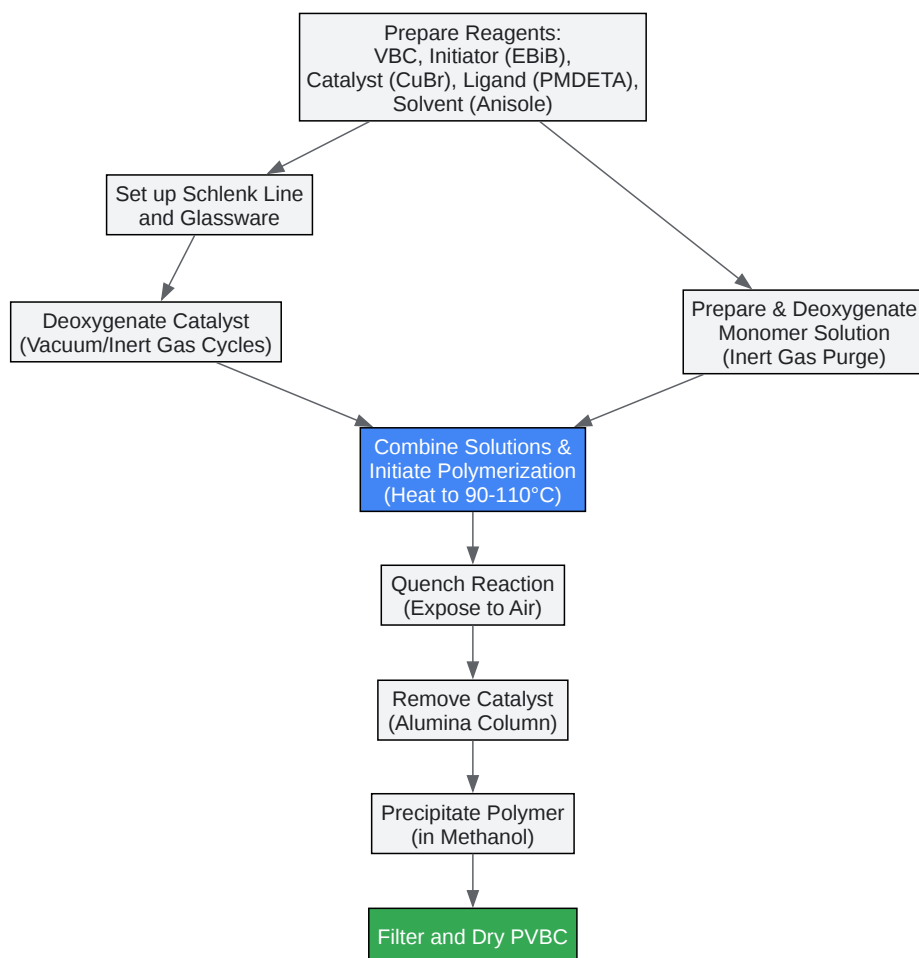 Prepare Reagents:
VBC, Initiator (EBiB),
Catalyst (CuBr), Ligand (PMDETA),
Solvent (Anisole)
Set up Schlenk Line
and Glassware
Deoxygenate Catalyst
(Vacuum/Inert Gas Cycles)
Prepare & Deoxygenate
Monomer Solution
(Inert Gas Purge)
Combine Solutions &
Initiate Polymerization
(Heat to 90-110°C)
Quench Reaction
(Expose to Air)
Remove Catalyst
(Alumina Column)
Precipitate Polymer
(in Methanol)
Filter and Dry PVBC